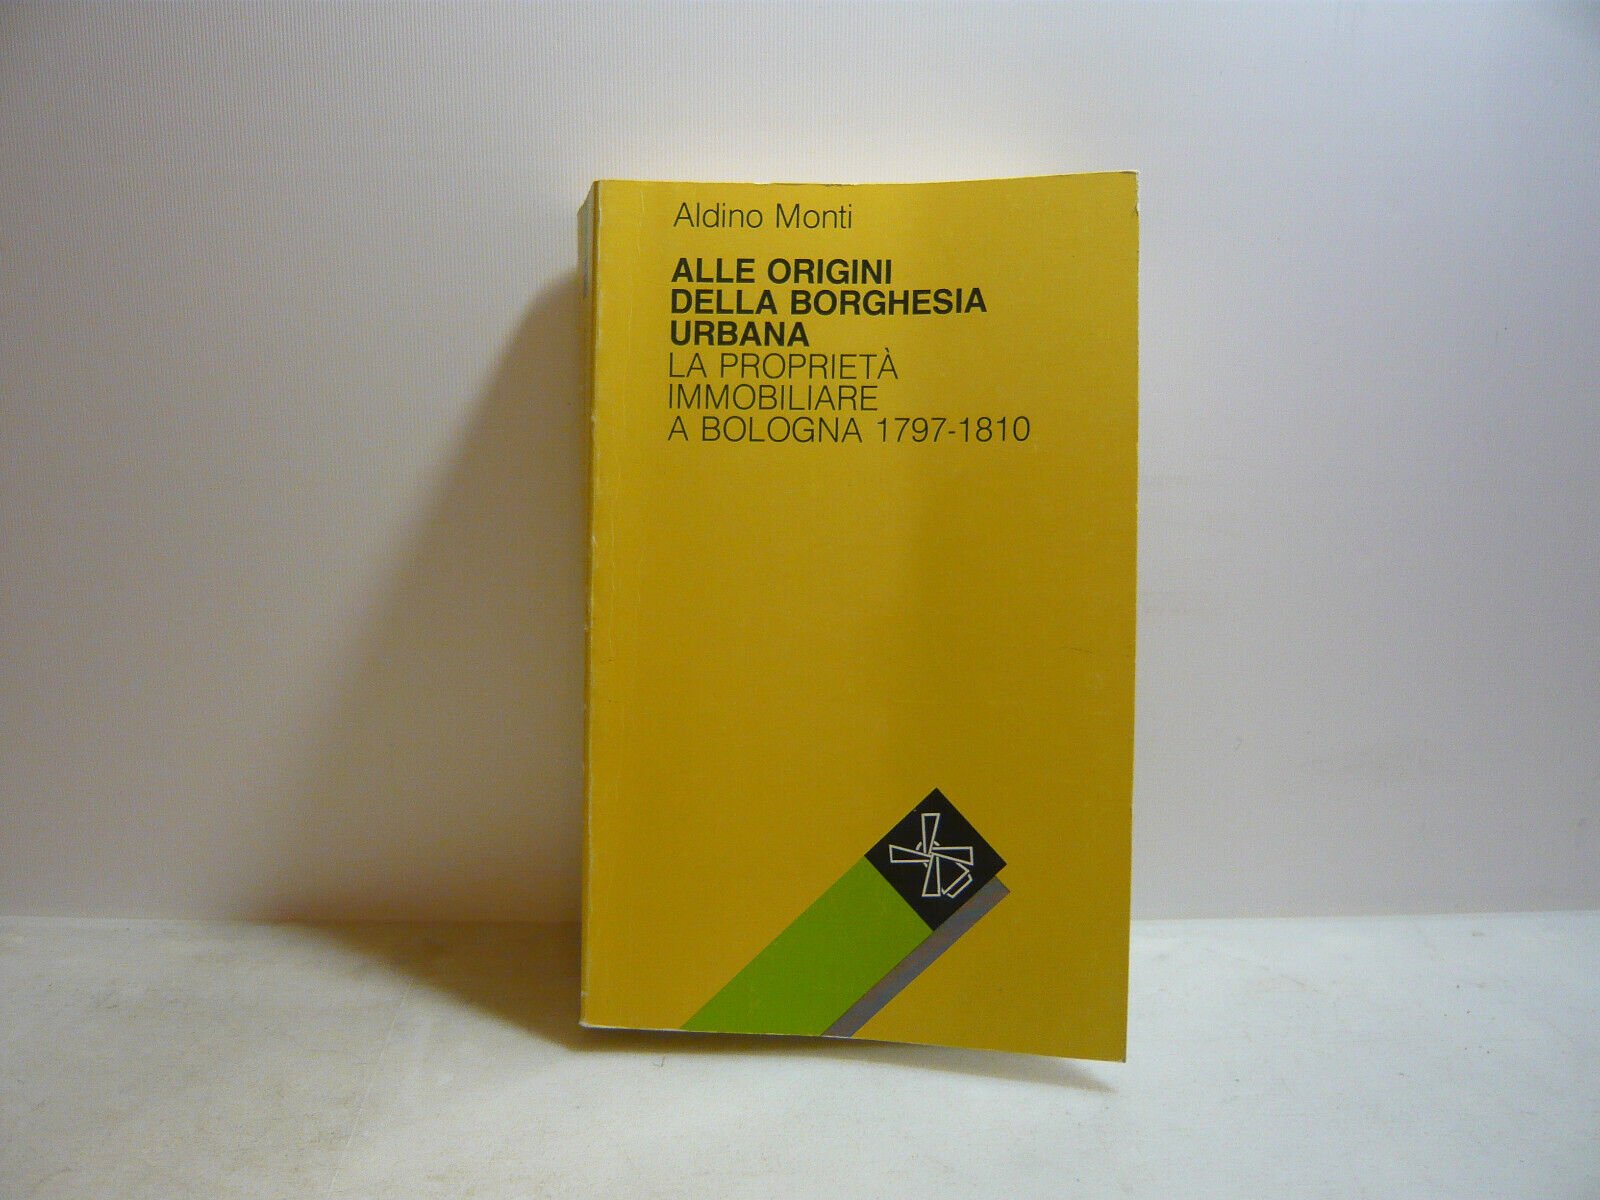 Aldino Monti
ALLE ORIGINI
DELLA BORGHESIA
URBANA
LA PROPRIETÀ
IMMOBILIARE
A BOLOGNA 1797-1810